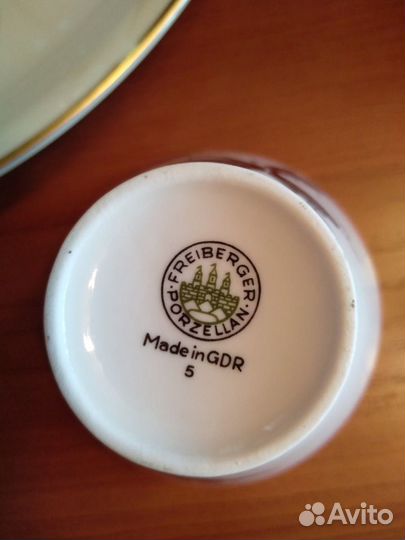 FREIBERGER
PORZELLAN
Made in GDR
5
Avito